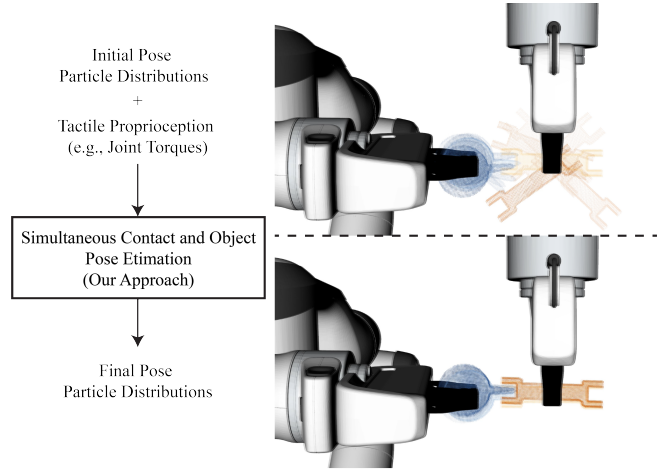 Initial Pose
Particle Distributions
+
Tactile Proprioception
(e.g., Joint Torques)
Simultaneous Contact and Object
Pose Etimation
(Our Approach)
Final Pose
Particle Distributions